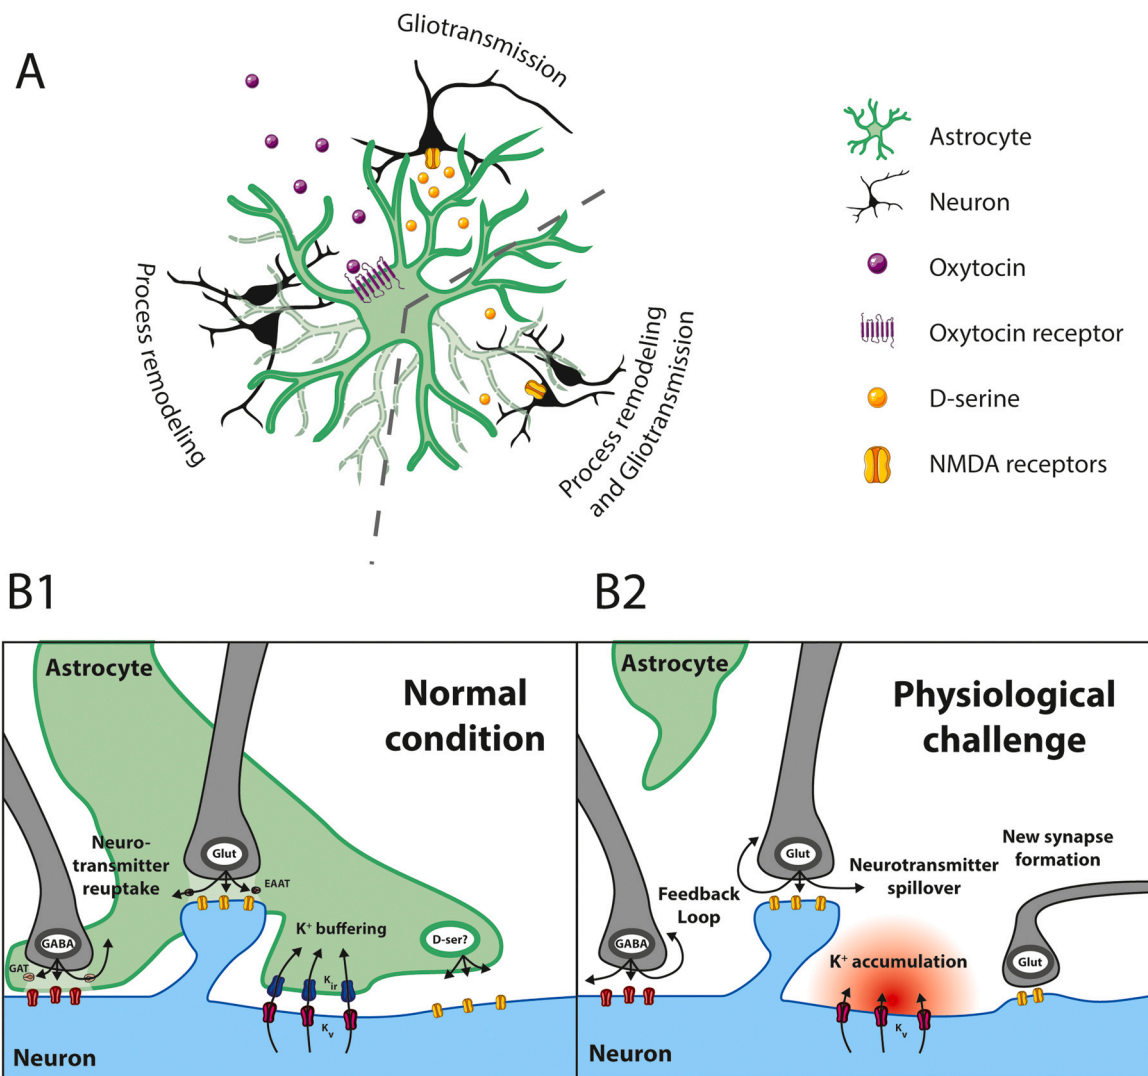 A
Gliotransmission
Process remodeling
Process remodeling
and Gliotransmission
Astrocyte
Neuron
Oxytocin
Oxytocin receptor
D-serine
NMDA receptors
B1
Astrocyte
Normal
condition
Neuro-
transmitter
reuptake
Glut
EAAT
GABA
GAT
K⁺ buffering
D-ser?
Kir
Kv
Neuron
B2
Astrocyte
Physiological
challenge
Glut
Feedback
Loop
Neurotransmitter
spillover
New synapse
formation
GABA
K⁺ accumulation
Glut
Kv
Neuron